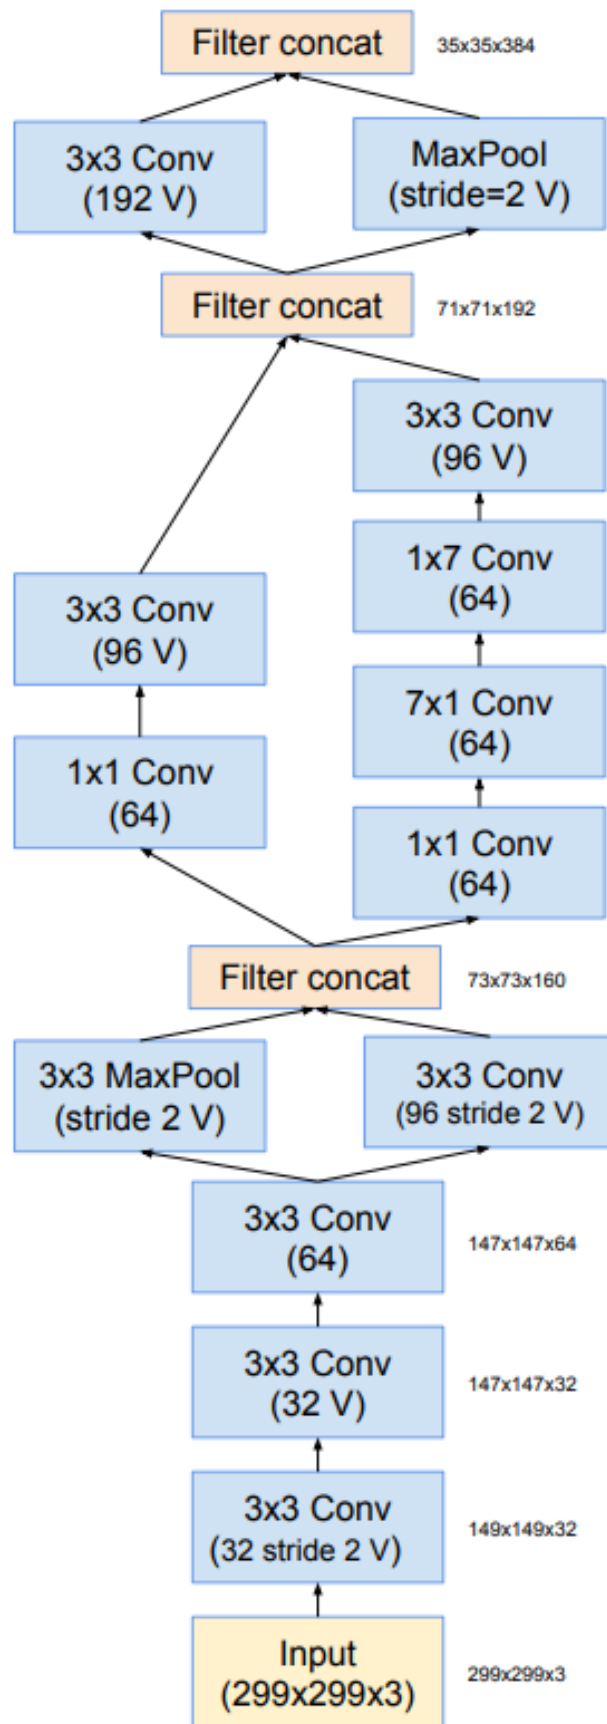 Filter concat
35x35x384
3x3 Conv
(192 V)
MaxPool
(stride=2 V)
Filter concat
71x71x192
3x3 Conv
(96 V)
1x7 Conv
(64)
3x3 Conv
(96 V)
7x1 Conv
(64)
1x1 Conv
(64)
1x1 Conv
(64)
Filter concat
73x73x160
3x3 MaxPool
(stride 2 V)
3x3 Conv
(96 stride 2 V)
3x3 Conv
(64)
147x147x64
3x3 Conv
(32 V)
147x147x32
3x3 Conv
(32 stride 2 V)
149x149x32
Input
(299x299x3)
299x299x3